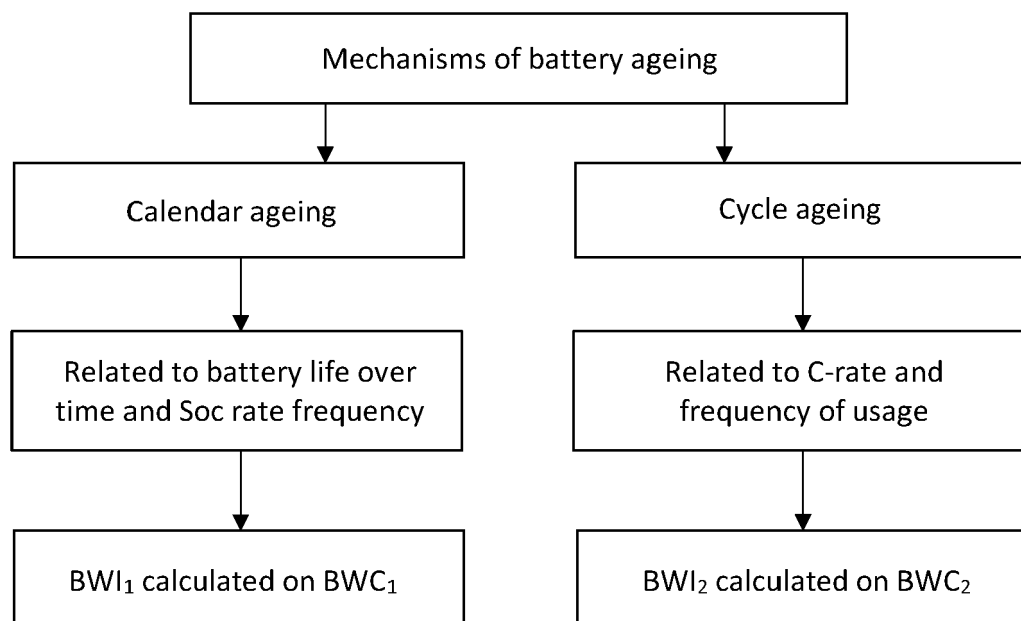 Mechanisms of battery ageing
Calendar ageing
Cycle ageing
Related to battery life over
time and Soc rate frequency
Related to C-rate and
frequency of usage
BWI₁ calculated on BWC₁
BWI₂ calculated on BWC₂